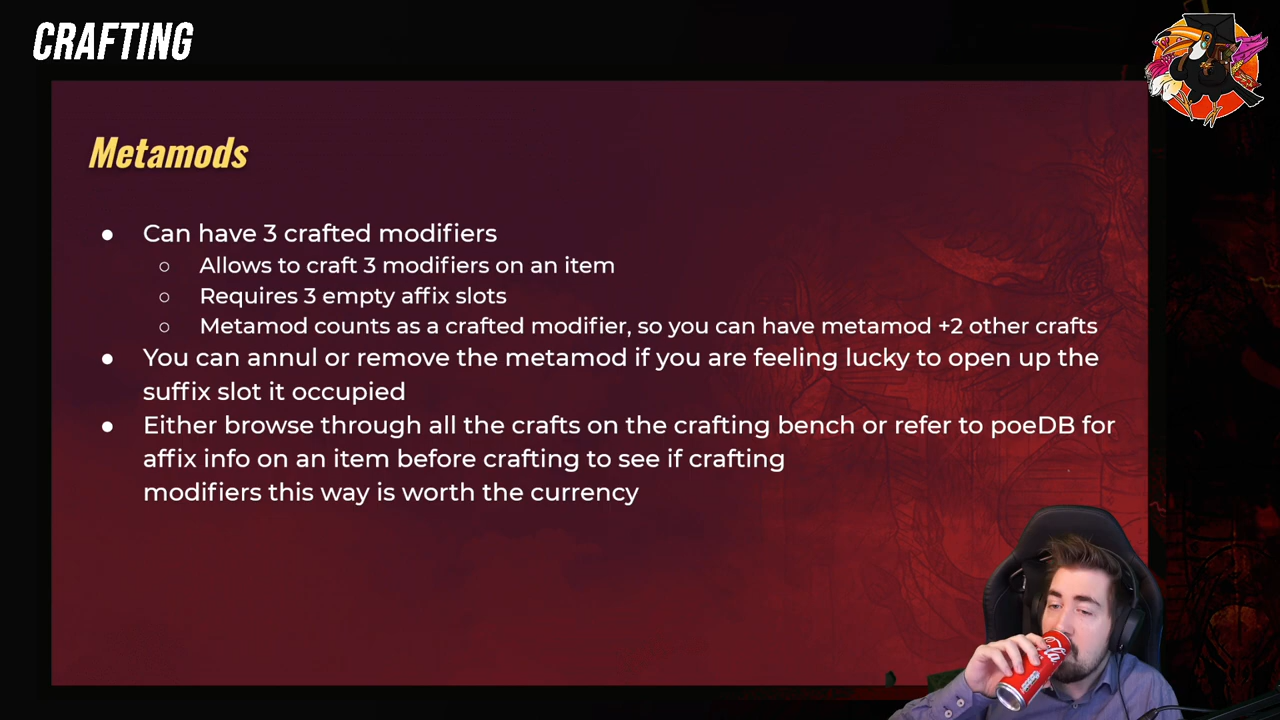 CRAFTING
Metamods
● Can have 3 crafted modifiers
○ Allows to craft 3 modifiers on an item
○ Requires 3 empty affix slots
○ Metamod counts as a crafted modifier, so you can have metamod +2 other crafts
● You can annul or remove the metamod if you are feeling lucky to open up the
suffix slot it occupied
● Either browse through all the crafts on the crafting bench or refer to poeDB for
affix info on an item before crafting to see if crafting
modifiers this way is worth the currency